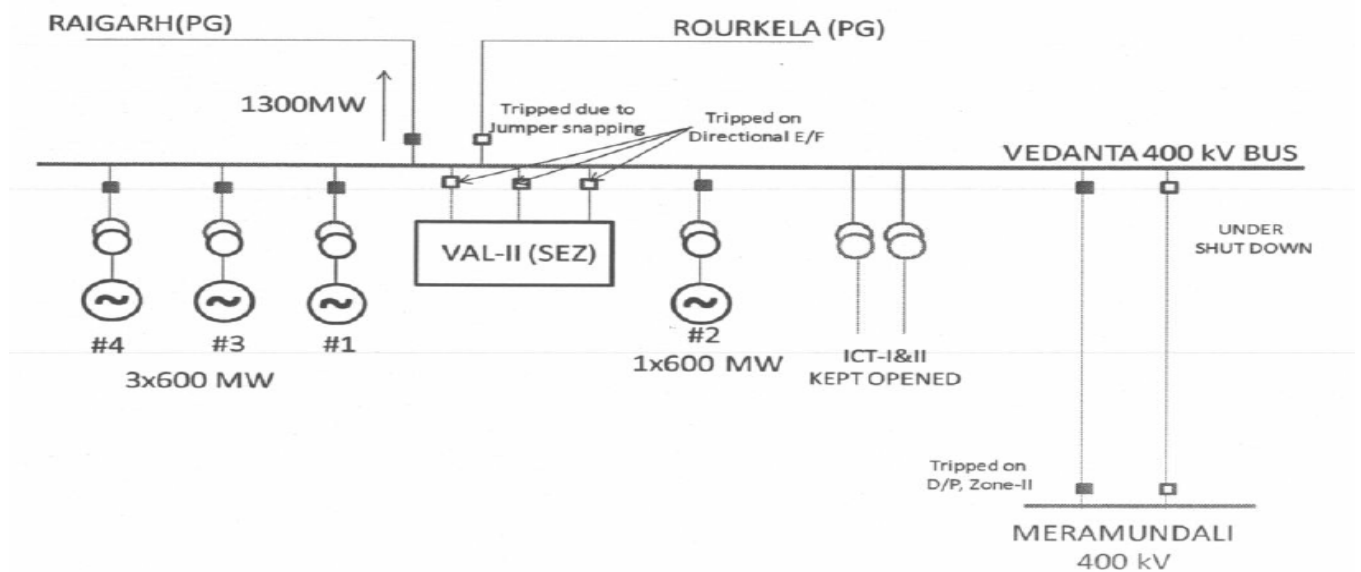 RAIGARH(PG)
ROURKELA (PG)
1300MW
Tripped due to
Jumper snapping
Tripped on
Directional E/F
VEDANTA 400 kV BUS
VAL-II (SEZ)
UNDER
SHUT DOWN
#4
#3
#1
#2
3x600 MW
1x600 MW
ICT-I&II
KEPT OPENED
Tripped on
D/P, Zone-II
MERAMUNDALI
400 kV